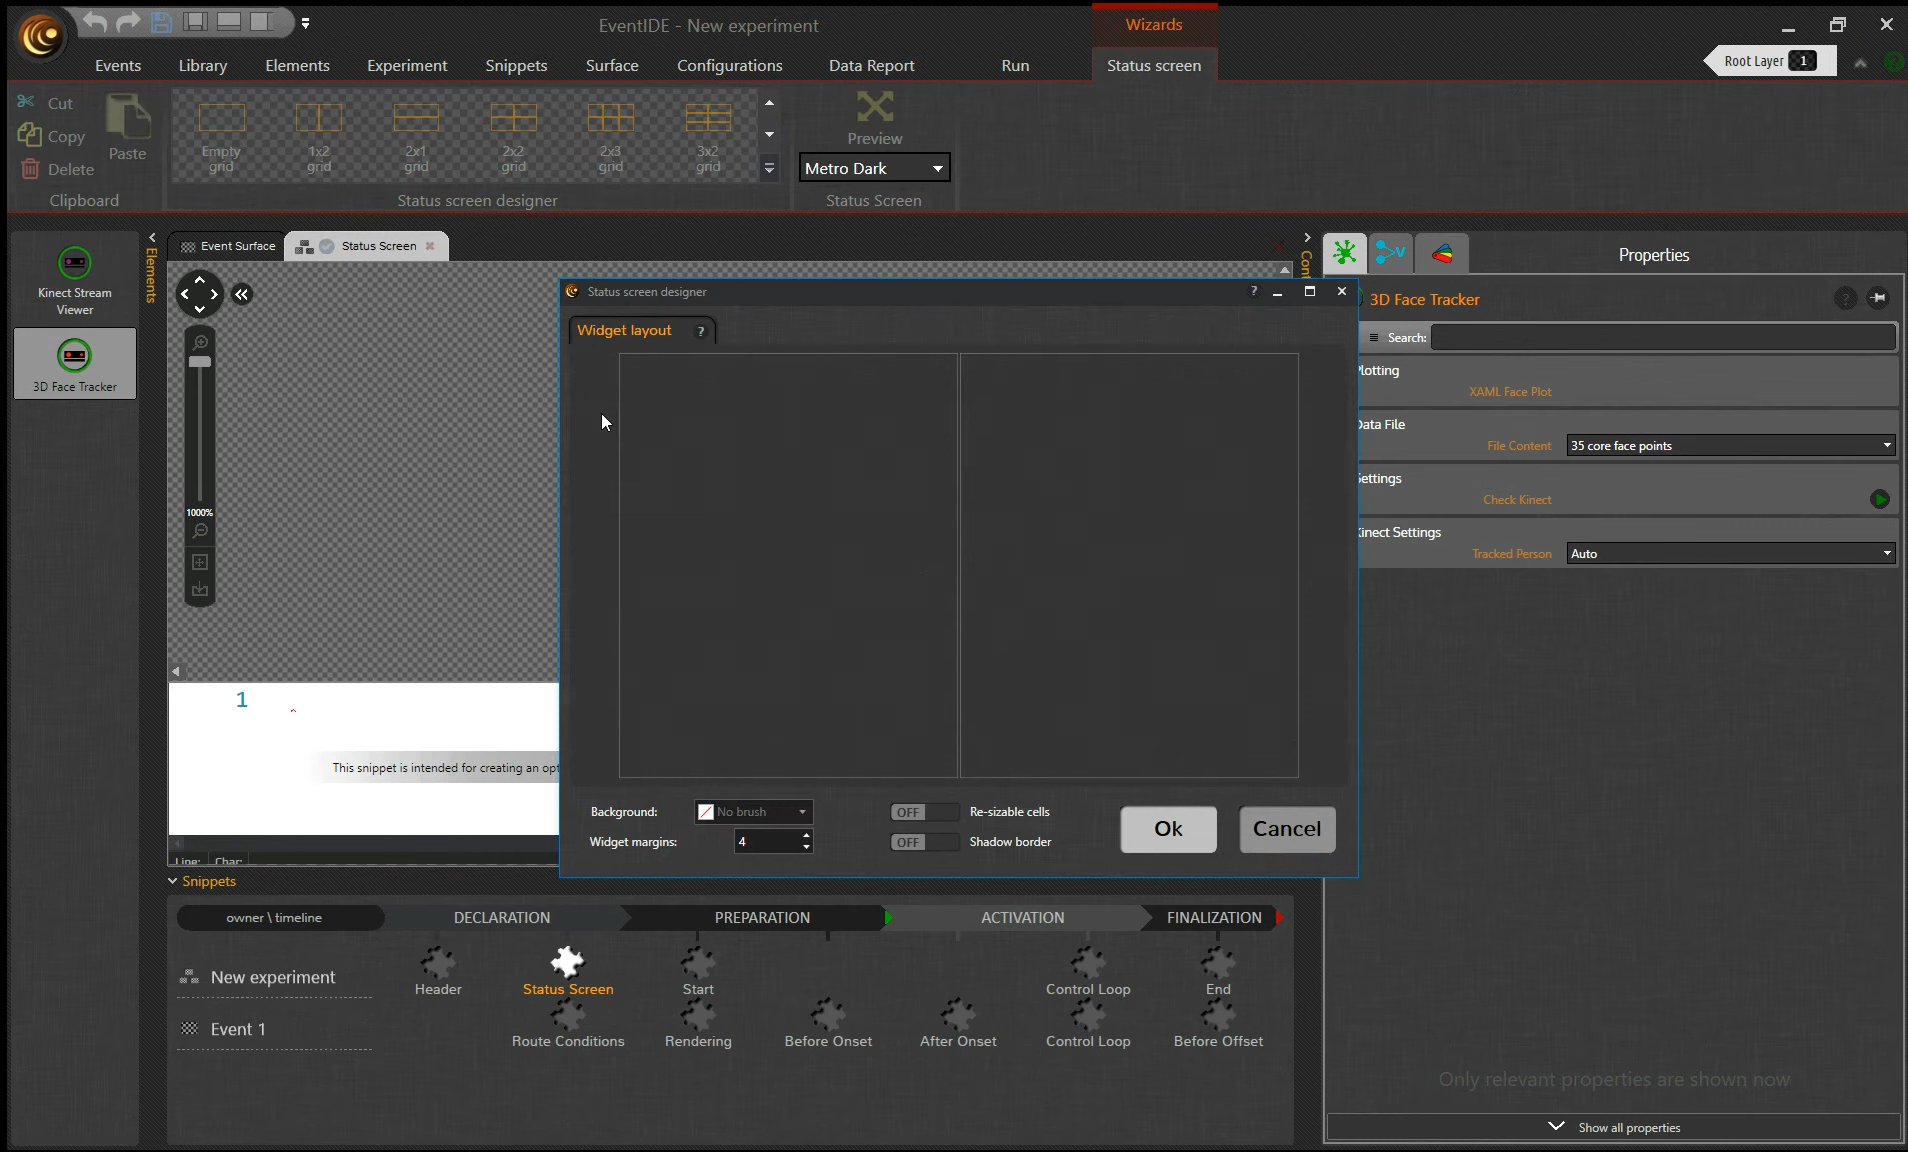 EventIDE - New experiment
Wizards
Events
Library
Elements
Experiment
Snippets
Surface
Configurations
Data Report
Run
Status screen
Root Layer 1
Cut
Copy
Delete
Paste
Clipboard
Empty grid
1x2 grid
2x1 grid
2x2 grid
2x3 grid
3x2 grid
Status screen designer
Preview
Metro Dark
Status Screen
Kinect Stream Viewer
3D Face Tracker
Elements
Event Surface
Status Screen
Cont
Properties
1000%
Status screen designer
?
Widget layout ?
3D Face Tracker
?
Search:
Plotting
XAML Face Plot
Data File
File Content
35 core face points
Settings
Check Kinect
Kinect Settings
Tracked Person
Auto
1
This snippet is intended for creating an opt
Line: Char:
Background:
No brush
OFF
Re-sizable cells
Widget margins:
4
OFF
Shadow border
Ok
Cancel
Snippets
owner \ timeline
DECLARATION
PREPARATION
ACTIVATION
FINALIZATION
New experiment
Header
Status Screen
Start
Control Loop
End
Event 1
Route Conditions
Rendering
Before Onset
After Onset
Control Loop
Before Offset
Only relevant properties are shown now
Show all properties